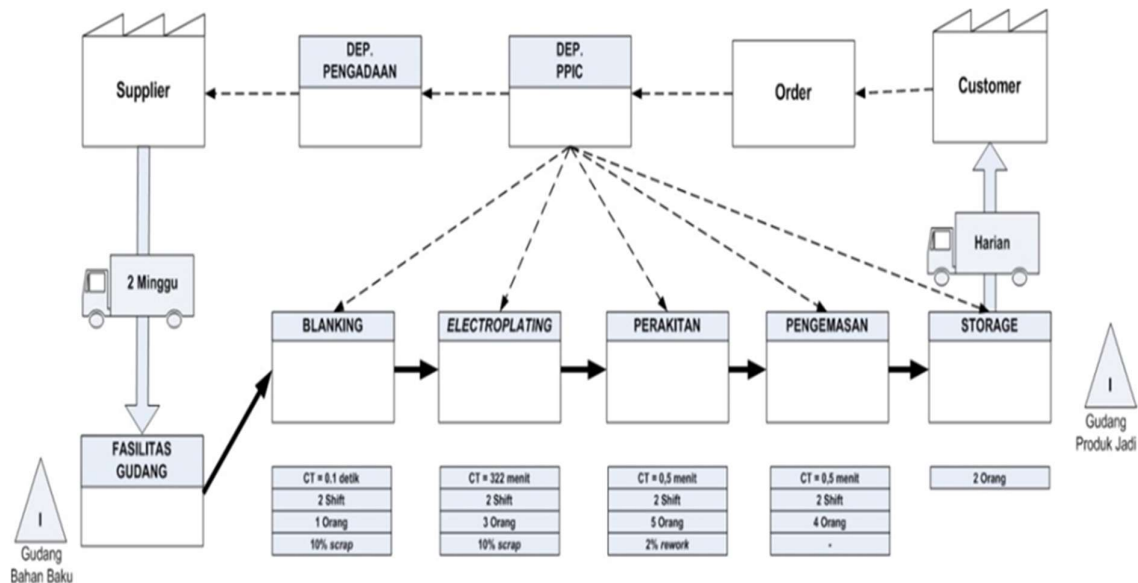 Supplier
DEP.
PENGADAAN
DEP.
PPIC
Order
Customer
2 Minggu
Harian
BLANKING
ELECTROPLATING
PERAKITAN
PENGEMASAN
STORAGE
FASILITAS
GUDANG
I
Gudang
Bahan Baku
I
Gudang
Produk Jadi
CT = 0.1 detik
2 Shift
1 Orang
10% scrap
CT = 322 menit
2 Shift
3 Orang
10% scrap
CT = 0,5 menit
2 Shift
5 Orang
2% rework
CT = 0,5 menit
2 Shift
4 Orang
-
2 Orang